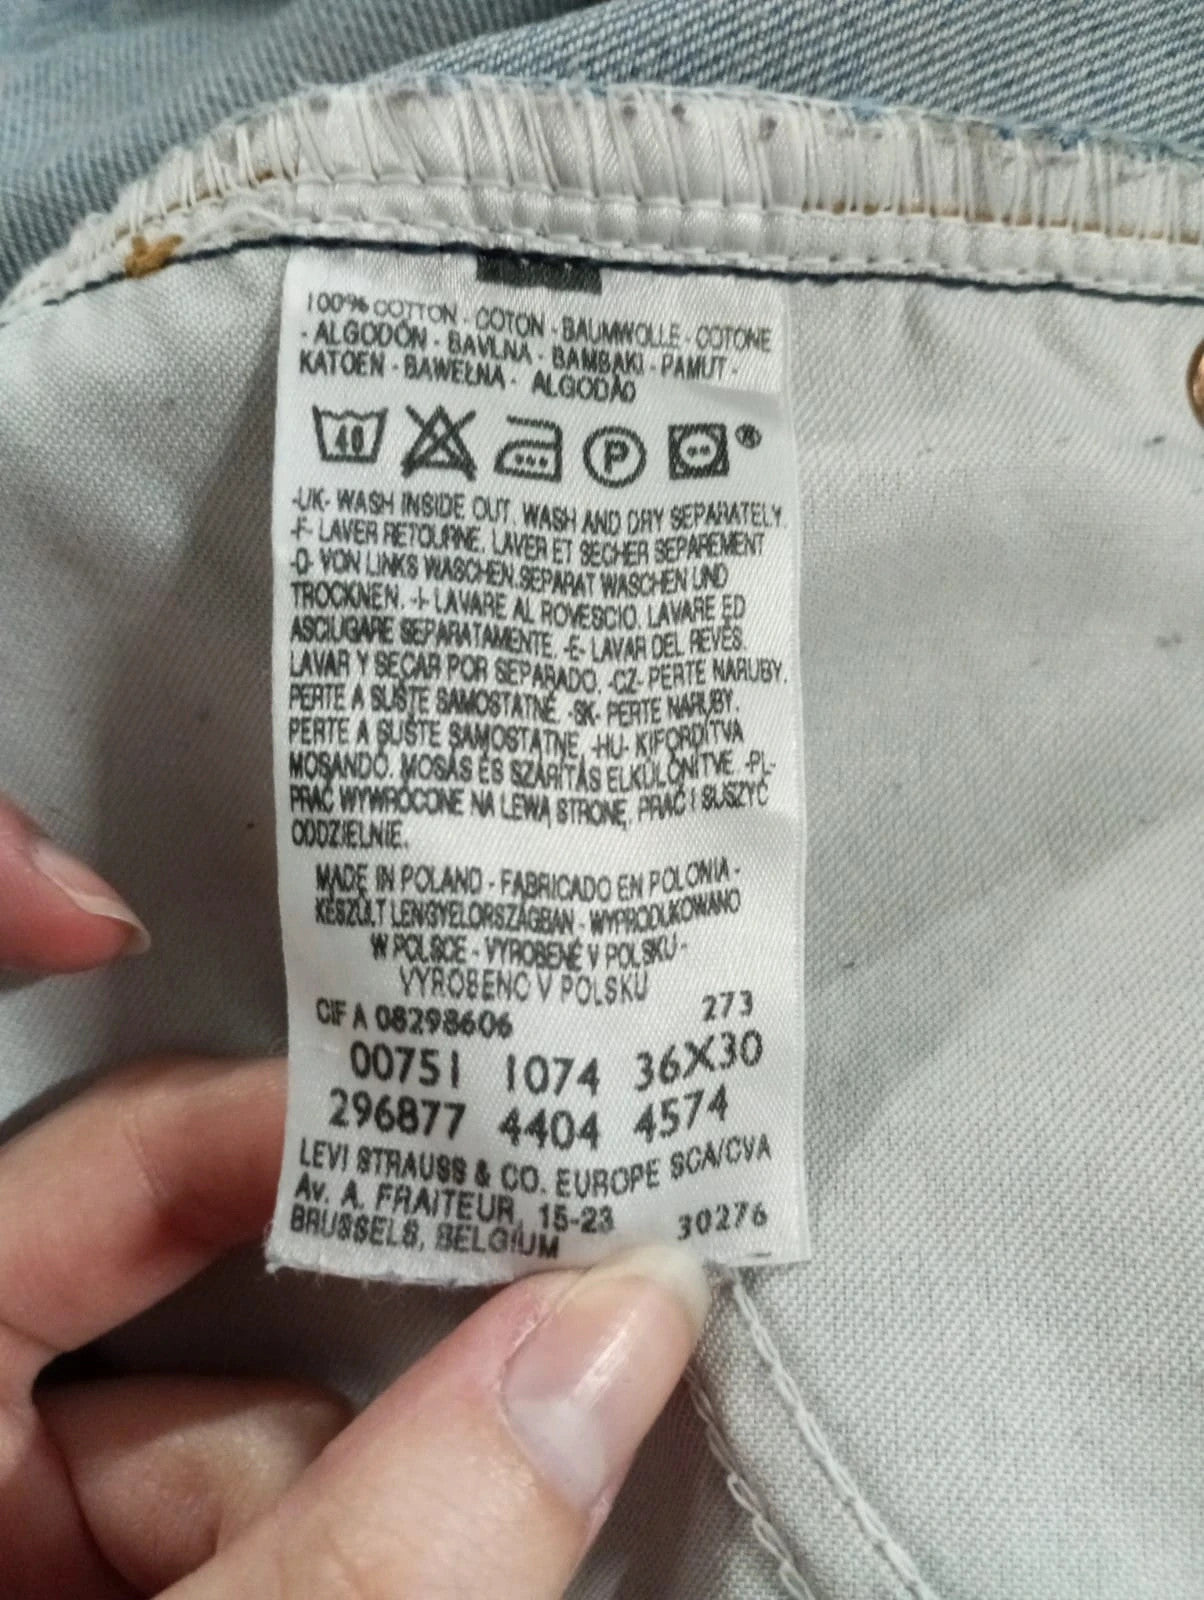 100% COTTON - COTON - BAUMWOLLE - COTONE
- ALGODÓN - BAVLNA - BAMBAKI - PAMUT -
KATOEN - BAWEŁNA - ALGODÃO
40 P ®
-UK- WASH INSIDE OUT. WASH AND DRY SEPARATELY.
-F- LAVER RETOURNE. LAVER ET SECHER SEPAREMENT
-D- VON LINKS WASCHEN.SEPARAT WASCHEN UND
TROCKNEN. -I- LAVARE AL ROVESCIO. LAVARE ED
ASCIUGARE SEPARATAMENTE. -E- LAVAR DEL REVÉS.
LAVAR Y SECAR POR SEPARADO. -CZ- PERTE NARUBY.
PERTE A SUŠTE SAMOSTATNĚ. -SK- PERTE NARUBY.
PERTE A SUŠTE SAMOSTATNE. -HU- KIFORDÍTVA
MOSANDÓ. MOSÁS ÉS SZÁRÍTÁS ELKÜLÖNÍTVE. -PL-
PRAĆ WYWRÓCONE NA LEWĄ STRONĘ, PRAĆ I SUSZYĆ
ODDZIELNIE.
MADE IN POLAND - FABRICADO EN POLONIA -
KÉSZÜLT LENGYELORSZÁGBAN - WYPRODUKOWANO
W POLSCE - VYROBENÉ V POLSKU -
VYROBENO V POLSKU
CIF A 08298606 273
00751 1074 36X30
296877 4404 4574
LEVI STRAUSS & CO. EUROPE SCA/CVA
Av. A. FRAITEUR, 15-23 30276
BRUSSELS, BELGIUM